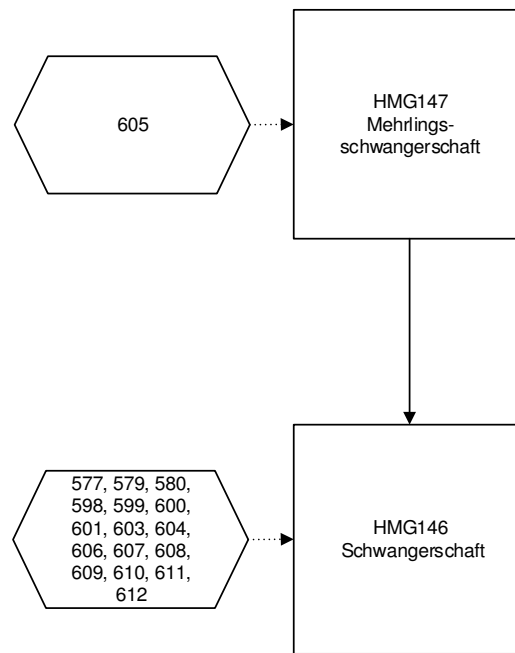 605
HMG147
Mehrlings-
schwangerschaft
577, 579, 580,
598, 599, 600,
601, 603, 604,
606, 607, 608,
609, 610, 611,
612
HMG146
Schwangerschaft